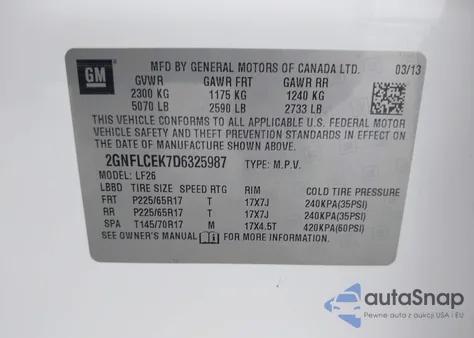 GM
MFD BY GENERAL MOTORS OF CANADA LTD. 03/13
GVWR GAWR FRT GAWR RR
2300 KG 1175 KG 1240 KG
5070 LB 2590 LB 2733 LB
THIS VEHICLE CONFORMS TO ALL APPLICABLE U.S. FEDERAL MOTOR
VEHICLE SAFETY AND THEFT PREVENTION STANDARDS IN EFFECT ON
THE DATE OF MANUFACTURE SHOWN ABOVE.
2GNFLCEK7D6325987 TYPE: M.P.V.
MODEL: LF26
LBBD TIRE SIZE SPEED RTG RIM COLD TIRE PRESSURE
FRT P225/65R17 T 17X7J 240KPA(35PSI)
RR P225/65R17 T 17X7J 240KPA(35PSI)
SPA T145/70R17 M 17X4.5T 420KPA(60PSI)
SEE OWNER'S MANUAL FOR MORE INFORMATION.
autoSnap
Pewne auta z aukcji USA i EU